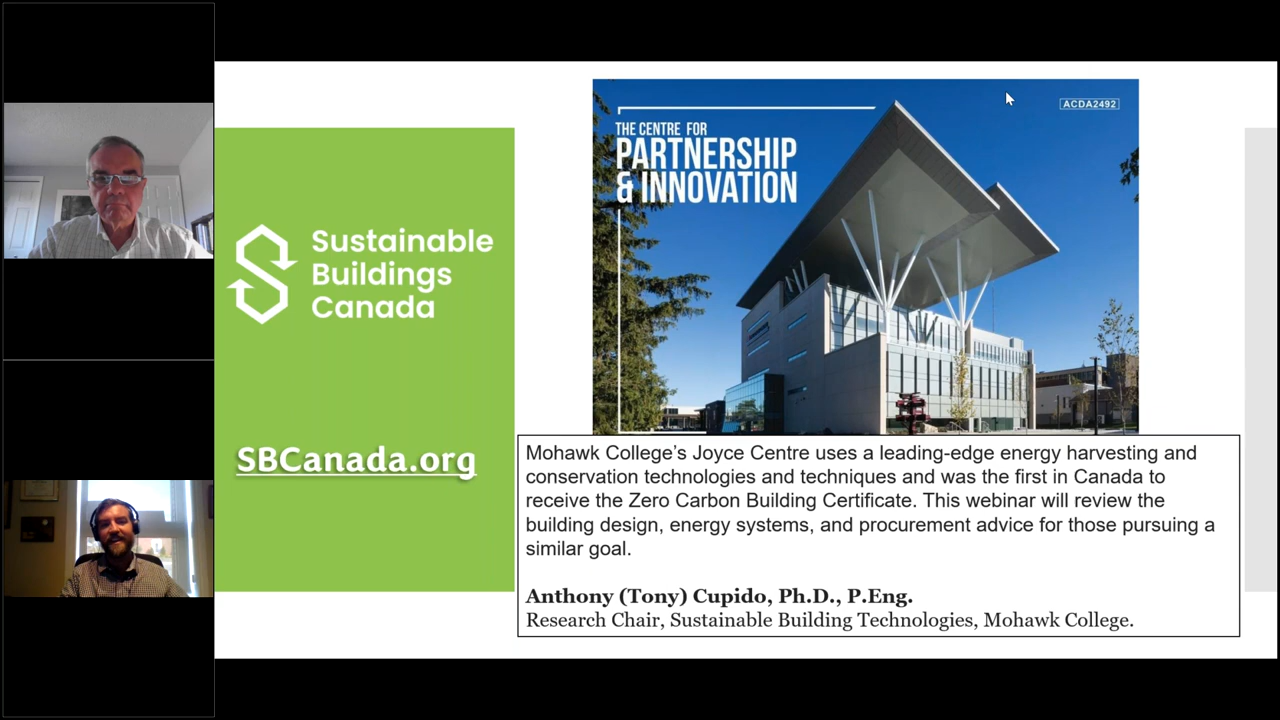 Sustainable
Buildings
Canada
SBCanada.org
THE CENTRE FOR
PARTNERSHIP
& INNOVATION
ACDA2492
Mohawk College’s Joyce Centre uses a leading-edge energy harvesting and
conservation technologies and techniques and was the first in Canada to
receive the Zero Carbon Building Certificate. This webinar will review the
building design, energy systems, and procurement advice for those pursuing a
similar goal.
Anthony (Tony) Cupido, Ph.D., P.Eng.
Research Chair, Sustainable Building Technologies, Mohawk College.